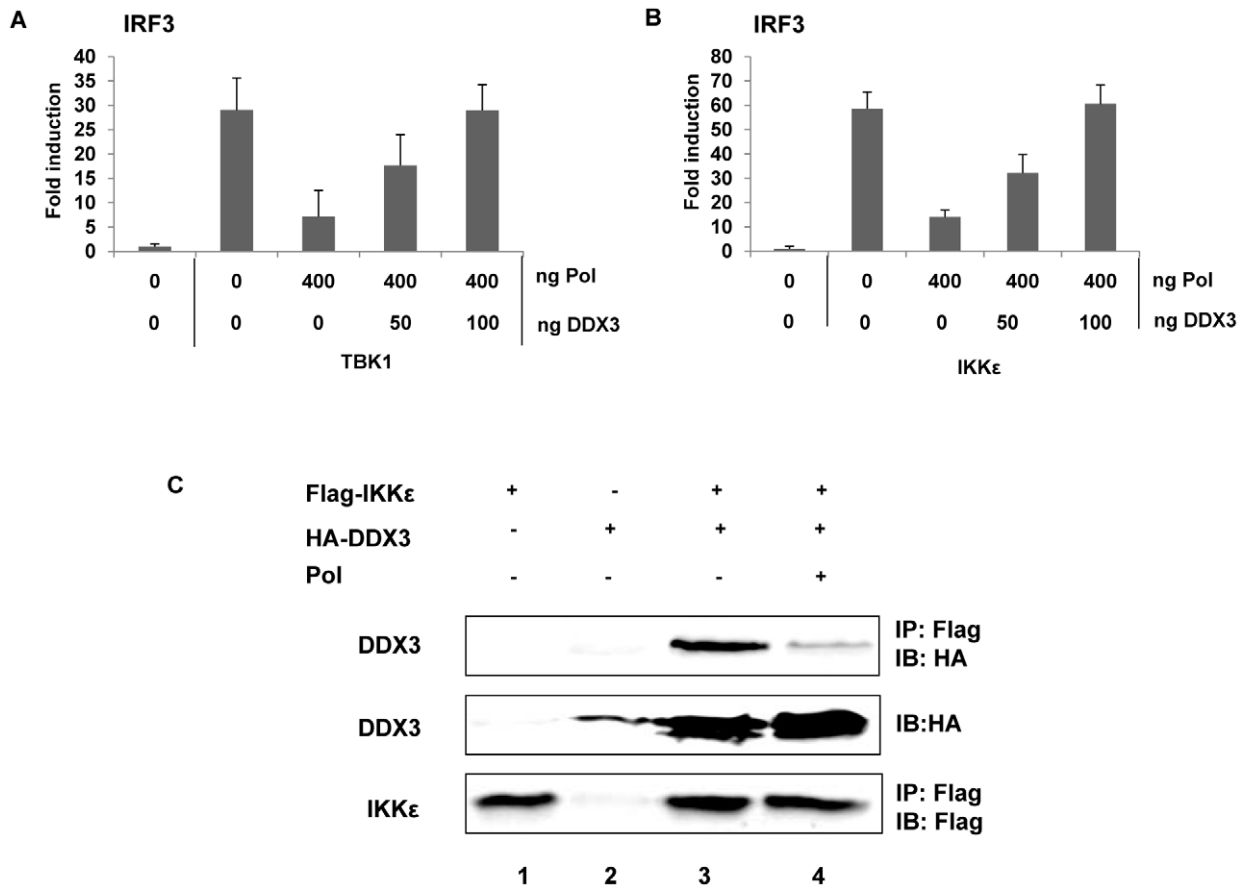 A
IRF3
Fold induction
40
35
30
25
20
15
10
5
0
0 0 400 400 400 ng Pol
0 0 0 50 100 ng DDX3
TBK1
B
IRF3
Fold induction
80
70
60
50
40
30
20
10
0
0 0 400 400 400 ng Pol
0 0 0 50 100 ng DDX3
IKKε
C
Flag-IKKε + - + +
HA-DDX3 - + + +
Pol - - - +
DDX3 IP: Flag
IB: HA
DDX3 IB:HA
IKKε IP: Flag
IB: Flag
1 2 3 4